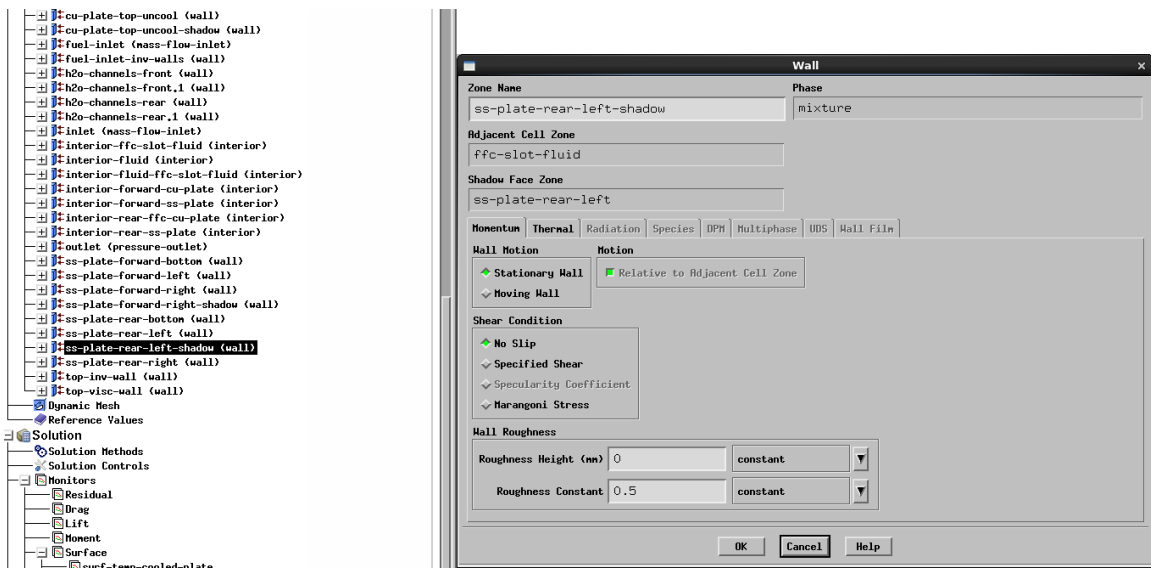 cu-plate-top-uncool (wall)
cu-plate-top-uncool-shadow (wall)
fuel-inlet (mass-flow-inlet)
fuel-inlet-inv-walls (wall)
h2o-channels-front (wall)
h2o-channels-front.1 (wall)
h2o-channels-rear (wall)
h2o-channels-rear.1 (wall)
inlet (mass-flow-inlet)
interior-ffc-slot-fluid (interior)
interior-fluid (interior)
interior-fluid-ffc-slot-fluid (interior)
interior-forward-cu-plate (interior)
interior-forward-ss-plate (interior)
interior-rear-ffc-cu-plate (interior)
interior-rear-ss-plate (interior)
outlet (pressure-outlet)
ss-plate-forward-bottom (wall)
ss-plate-forward-left (wall)
ss-plate-forward-right (wall)
ss-plate-forward-right-shadow (wall)
ss-plate-rear-bottom (wall)
ss-plate-rear-left (wall)
ss-plate-rear-left-shadow (wall)
ss-plate-rear-right (wall)
top-inv-wall (wall)
top-visc-wall (wall)
Dynamic Mesh
Reference Values
Solution
Solution Methods
Solution Controls
Monitors
Residual
Drag
Lift
Moment
Surface
surf-temp-cooled-plate
Wall
Zone Name Phase
ss-plate-rear-left-shadow mixture
Adjacent Cell Zone
ffc-slot-fluid
Shadow Face Zone
ss-plate-rear-left
Momentum Thermal Radiation Species DPM Multiphase UDS Wall Film
Wall Motion Motion
Stationary Wall Relative to Adjacent Cell Zone
Moving Wall
Shear Condition
No Slip
Specified Shear
Specularity Coefficient
Marangoni Stress
Wall Roughness
Roughness Height (mm) 0 constant
Roughness Constant 0.5 constant
OK Cancel Help